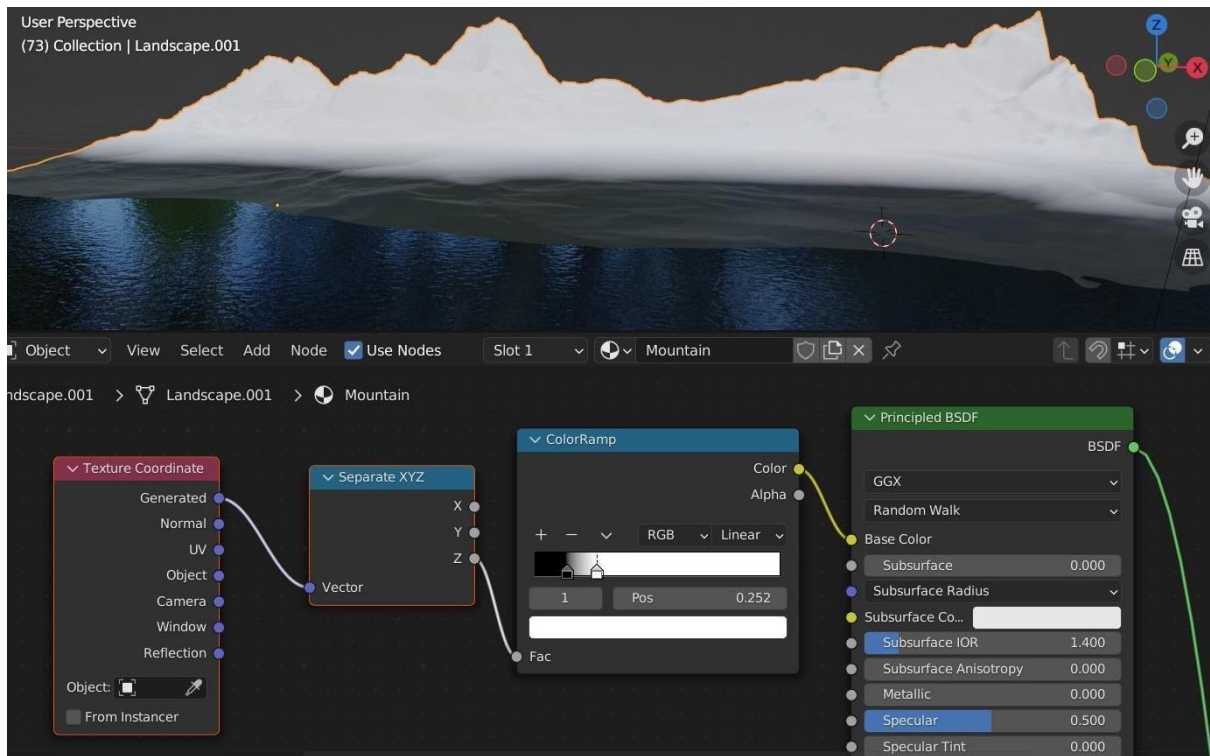 User Perspective
(73) Collection | Landscape.001
Z
Y
X
Object View Select Add Node Use Nodes Slot 1 Mountain
ndscape.001 > Landscape.001 > Mountain
Texture Coordinate
Generated
Normal
UV
Object
Camera
Window
Reflection
Object:
From Instancer
Separate XYZ
X
Y
Z
Vector
ColorRamp
Color
Alpha
+ − RGB Linear
1 Pos 0.252
Fac
Principled BSDF
BSDF
GGX
Random Walk
Base Color
Subsurface 0.000
Subsurface Radius
Subsurface Co...
Subsurface IOR 1.400
Subsurface Anisotropy 0.000
Metallic 0.000
Specular 0.500
Specular Tint 0.000